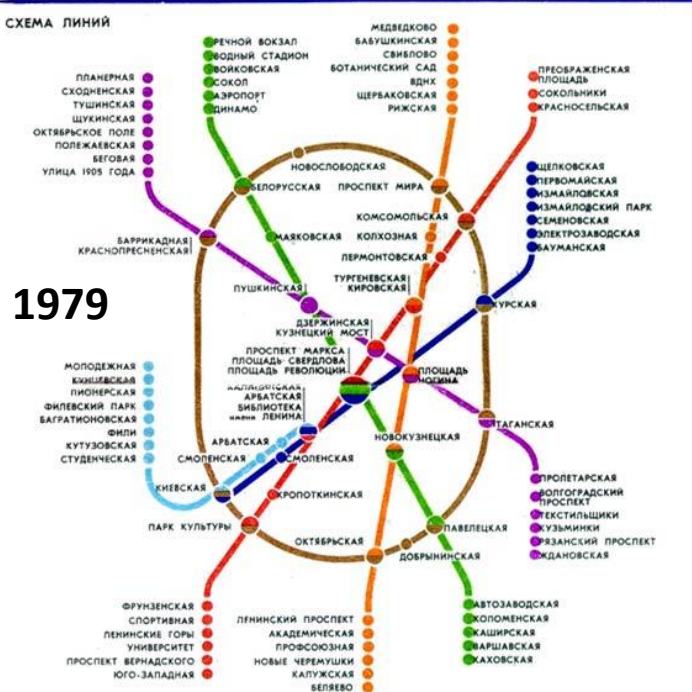 СХЕМА ЛИНИЙ
РЕЧНОЙ ВОКЗАЛ
ВОДНЫЙ СТАДИОН
ВОЙКОВСКАЯ
СОКОЛ
АЭРОПОРТ
ДИНАМО
МЕДВЕДКОВО
БАБУШКИНСКАЯ
СВИБЛОВО
БОТАНИЧЕСКИЙ САД
ВДНХ
ЩЕРБАКОВСКАЯ
РИЖСКАЯ
ПРЕОБРАЖЕНСКАЯ
ПЛОЩАДЬ
СОКОЛЬНИКИ
КРАСНОСЕЛЬСКАЯ
ПЛАНЕРНАЯ
СХОДНЕНСКАЯ
ТУШИНСКАЯ
ЩУКИНСКАЯ
ОКТЯБРЬСКОЕ ПОЛЕ
ПОЛЕЖАЕВСКАЯ
БЕГОВАЯ
УЛИЦА 1905 ГОДА
ЩЕЛКОВСКАЯ
ПЕРВОМАЙСКАЯ
ИЗМАЙЛОВСКАЯ
ИЗМАЙЛОВСКИЙ ПАРК
СЕМЕНОВСКАЯ
ЭЛЕКТРОЗАВОДСКАЯ
БАУМАНСКАЯ
НОВОСЛОБОДСКАЯ
БЕЛОРУССКАЯ
ПРОСПЕКТ МИРА
КОМСОМОЛЬСКАЯ
БАРРИКАДНАЯ
КРАСНОПРЕСНЕНСКАЯ
МАЯКОВСКАЯ
КОЛХОЗНАЯ
ЛЕРМОНТОВСКАЯ
ТУРГЕНЕВСКАЯ
КИРОВСКАЯ
ПУШКИНСКАЯ
КУРСКАЯ
1979
ДЗЕРЖИНСКАЯ
КУЗНЕЦКИЙ МОСТ
ПРОСПЕКТ МАРКСА
ПЛОЩАДЬ СВЕРДЛОВА
ПЛОЩАДЬ РЕВОЛЮЦИИ
ПЛОЩАДЬ
НОГИНА
МОЛОДЕЖНАЯ
КУНЦЕВСКАЯ
ПИОНЕРСКАЯ
ФИЛЕВСКИЙ ПАРК
БАГРАТИОНОВСКАЯ
ФИЛИ
КУТУЗОВСКАЯ
СТУДЕНЧЕСКАЯ
КАЛИНИНСКАЯ
АРБАТСКАЯ
БИБЛИОТЕКА
ИМЕНИ ЛЕНИНА
АРБАТСКАЯ
СМОЛЕНСКАЯ
СМОЛЕНСКАЯ
НОВОКУЗНЕЦКАЯ
ТАГАНСКАЯ
КИЕВСКАЯ
КРОПОТКИНСКАЯ
ПАРК КУЛЬТУРЫ
ОКТЯБРЬСКАЯ
ДОБРЫНИНСКАЯ
ПАВЕЛЕЦКАЯ
ПРОЛЕТАРСКАЯ
ВОЛГОГРАДСКИЙ
ПРОСПЕКТ
ТЕКСТИЛЬЩИКИ
КУЗЬМИНКИ
РЯЗАНСКИЙ ПРОСПЕКТ
ЖДАНОВСКАЯ
ФРУНЗЕНСКАЯ
СПОРТИВНАЯ
ЛЕНИНСКИЕ ГОРЫ
УНИВЕРСИТЕТ
ПРОСПЕКТ ВЕРНАДСКОГО
ЮГО-ЗАПАДНАЯ
ЛЕНИНСКИЙ ПРОСПЕКТ
АКАДЕМИЧЕСКАЯ
ПРОФСОЮЗНАЯ
НОВЫЕ ЧЕРЕМУШКИ
КАЛУЖСКАЯ
БЕЛЯЕВО
АВТОЗАВОДСКАЯ
КОЛОМЕНСКАЯ
КАШИРСКАЯ
ВАРШАВСКАЯ
КАХОВСКАЯ